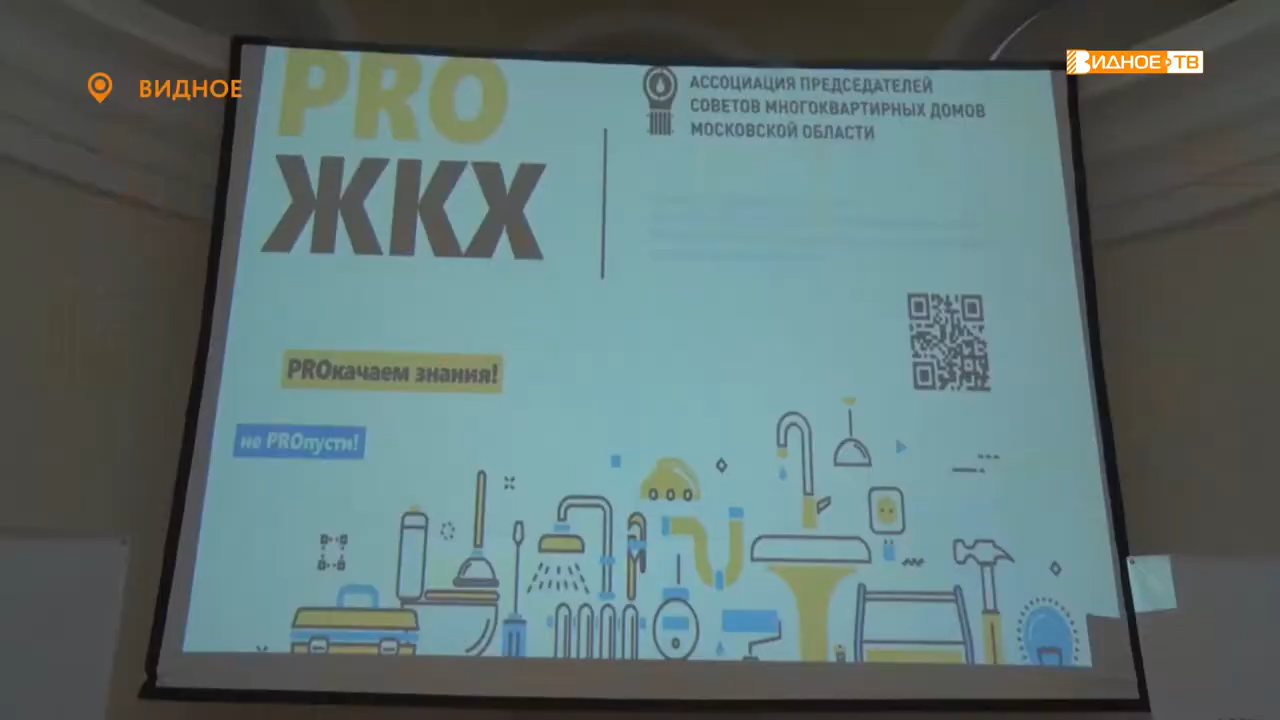 ВИДНОЕ
ВИДНОЕ ТВ
PRO
ЖКХ
АССОЦИАЦИЯ ПРЕДСЕДАТЕЛЕЙ
СОВЕТОВ МНОГОКВАРТИРНЫХ ДОМОВ
МОСКОВСКОЙ ОБЛАСТИ
PROкачаем знания!
не PROпусти!